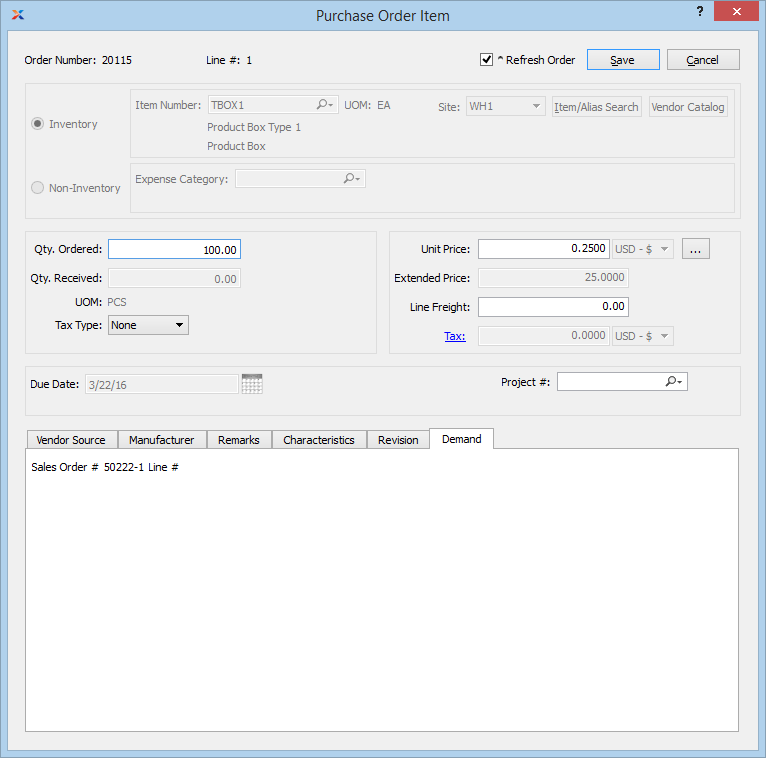 Purchase Order Item
?
Order Number: 20115 Line #: 1 ^ Refresh Order Save Cancel
Item Number: TBOX1 UOM: EA Site: WH1 Item/Alias Search Vendor Catalog
Inventory
Product Box Type 1
Product Box
Non-Inventory
Expense Category:
Qty. Ordered: 100.00
Qty. Received: 0.00
UOM: PCS
Tax Type: None
Unit Price: 0.2500 USD - $ ...
Extended Price: 25.0000
Line Freight: 0.00
Tax: 0.0000 USD - $
Due Date: 3/22/16 Project #:
Vendor Source Manufacturer Remarks Characteristics Revision Demand
Sales Order # 50222-1 Line #